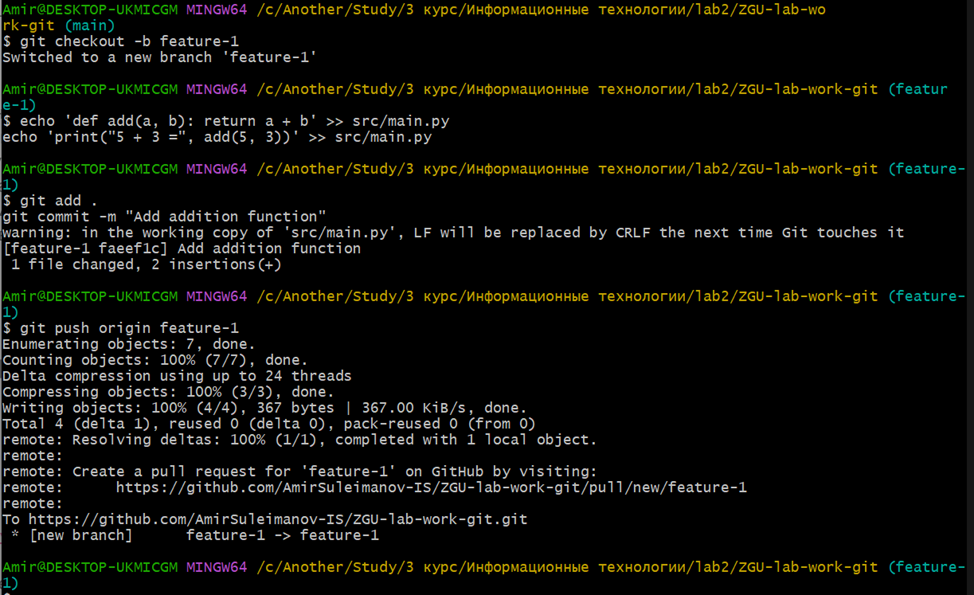 Amir@DESKTOP-UKMICGM MINGW64 /c/Another/Study/3 курс/Информационные технологии/lab2/ZGU-lab-wo
rk-git (main)
$ git checkout -b feature-1
Switched to a new branch 'feature-1'
Amir@DESKTOP-UKMICGM MINGW64 /c/Another/Study/3 курс/Информационные технологии/lab2/ZGU-lab-work-git (featur
e-1)
$ echo 'def add(a, b): return a + b' >> src/main.py
echo 'print("5 + 3 =", add(5, 3))' >> src/main.py
Amir@DESKTOP-UKMICGM MINGW64 /c/Another/Study/3 курс/Информационные технологии/lab2/ZGU-lab-work-git (feature-
1)
$ git add .
git commit -m "Add addition function"
warning: in the working copy of 'src/main.py', LF will be replaced by CRLF the next time Git touches it
[feature-1 faeef1c] Add addition function
 1 file changed, 2 insertions(+)
Amir@DESKTOP-UKMICGM MINGW64 /c/Another/Study/3 курс/Информационные технологии/lab2/ZGU-lab-work-git (feature-
1)
$ git push origin feature-1
Enumerating objects: 7, done.
Counting objects: 100% (7/7), done.
Delta compression using up to 24 threads
Compressing objects: 100% (3/3), done.
Writing objects: 100% (4/4), 367 bytes | 367.00 KiB/s, done.
Total 4 (delta 1), reused 0 (delta 0), pack-reused 0 (from 0)
remote: Resolving deltas: 100% (1/1), completed with 1 local object.
remote:
remote: Create a pull request for 'feature-1' on GitHub by visiting:
remote:      https://github.com/AmirSuleimanov-IS/ZGU-lab-work-git/pull/new/feature-1
remote:
To https://github.com/AmirSuleimanov-IS/ZGU-lab-work-git.git
 * [new branch]      feature-1 -> feature-1
Amir@DESKTOP-UKMICGM MINGW64 /c/Another/Study/3 курс/Информационные технологии/lab2/ZGU-lab-work-git (feature-
1)